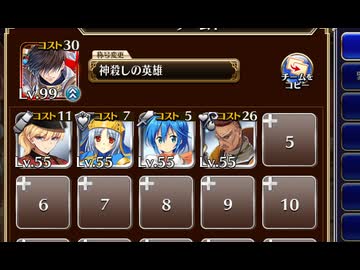 コスト30
称号変更
神殺しの英雄
チームを
コピー
Lv.99
コスト11
コスト 7
コスト 5
コスト26
Lv.55
Lv.55
Lv.55
Lv.55
5
6
7
8
9
10